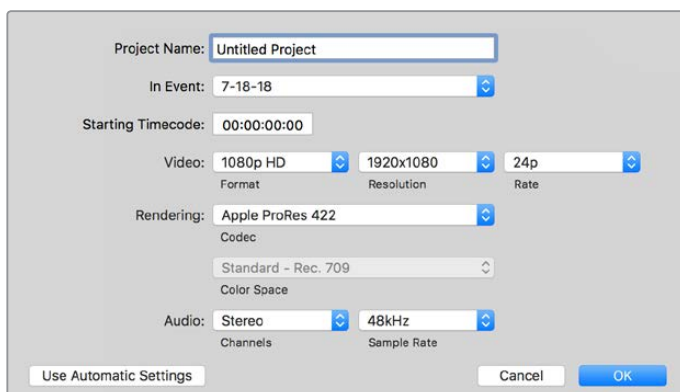 Project Name: Untitled Project
In Event: 7-18-18
Starting Timecode: 00:00:00:00
Video: 1080p HD 1920x1080 24p
Format Resolution Rate
Rendering: Apple ProRes 422
Codec
Standard - Rec. 709
Color Space
Audio: Stereo 48kHz
Channels Sample Rate
Use Automatic Settings Cancel OK